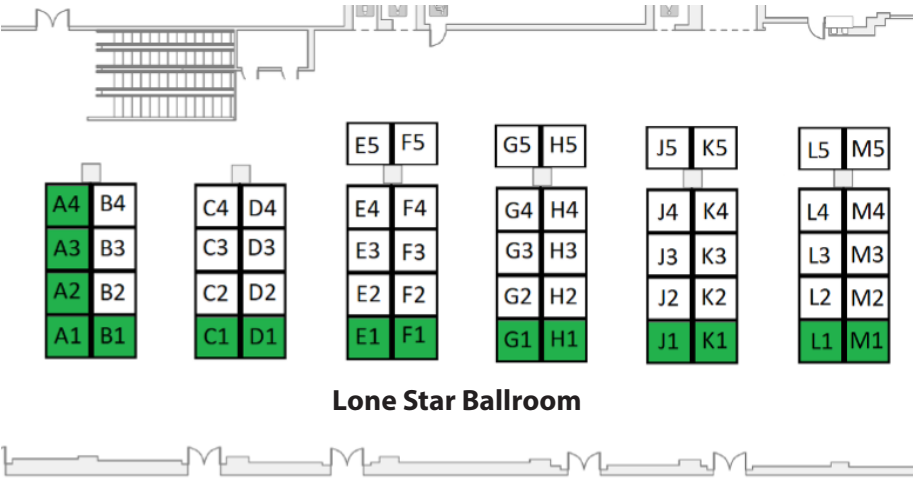 E5 F5 G5 H5 J5 K5 L5 M5
A4 B4 C4 D4 E4 F4 G4 H4 J4 K4 L4 M4
A3 B3 C3 D3 E3 F3 G3 H3 J3 K3 L3 M3
A2 B2 C2 D2 E2 F2 G2 H2 J2 K2 L2 M2
A1 B1 C1 D1 E1 F1 G1 H1 J1 K1 L1 M1
Lone Star Ballroom